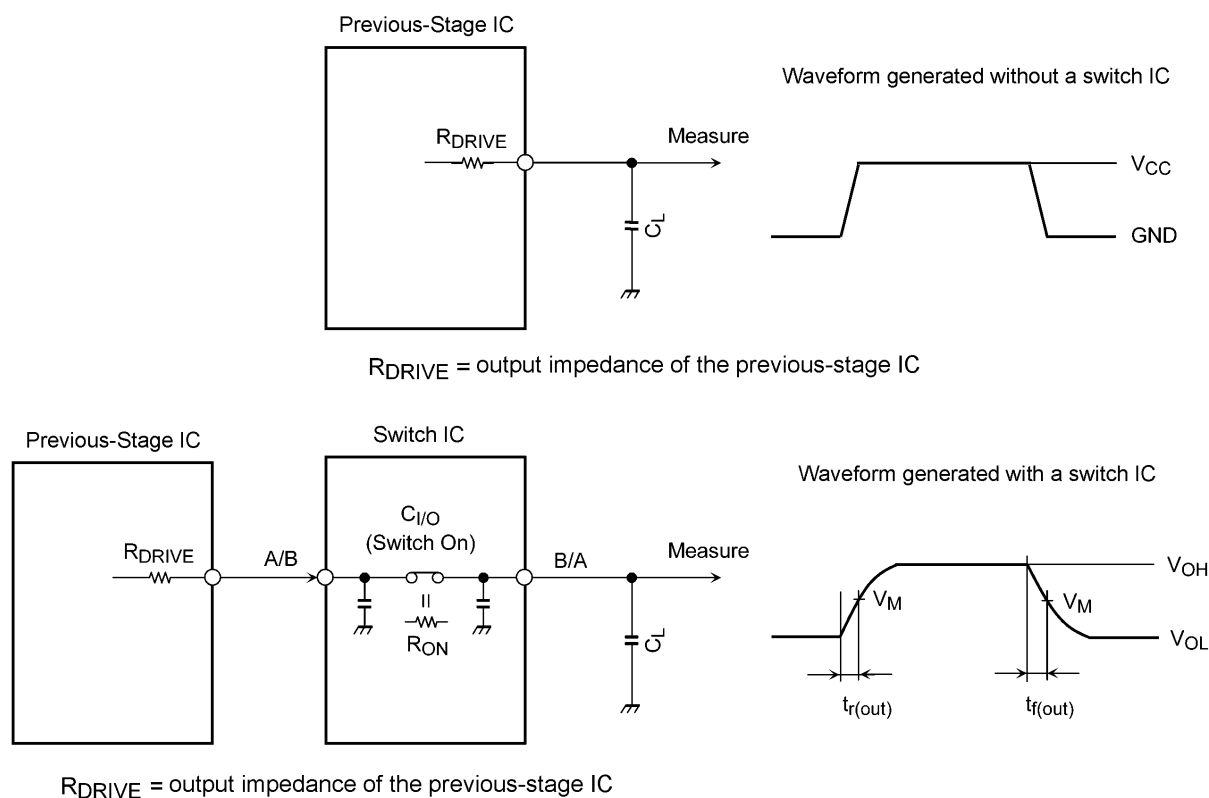 Previous-Stage IC
Waveform generated without a switch IC
RDRIVE
Measure
VCC
CL
GND
RDRIVE = output impedance of the previous-stage IC
Previous-Stage IC
Switch IC
Waveform generated with a switch IC
CI/O
(Switch On)
RDRIVE
A/B
B/A
Measure
VOH
VM
VM
RON
CL
VOL
tr(out)
tf(out)
RDRIVE = output impedance of the previous-stage IC